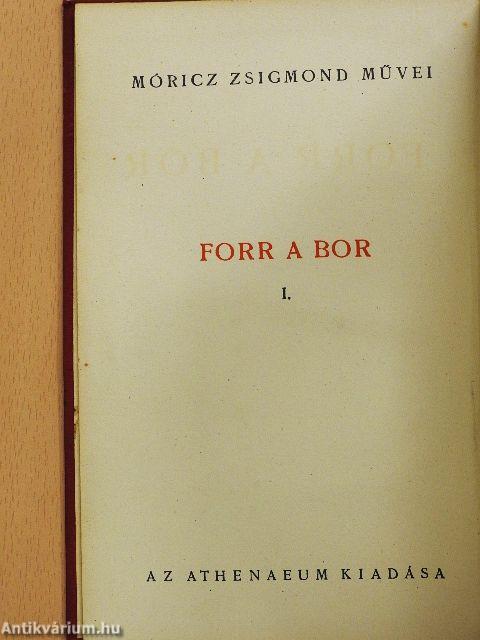 MÓRICZ ZSIGMOND MŰVEI
FORR A BOR
I.
AZ ATHENAEUM KIADÁSA
Antikvárium.hu